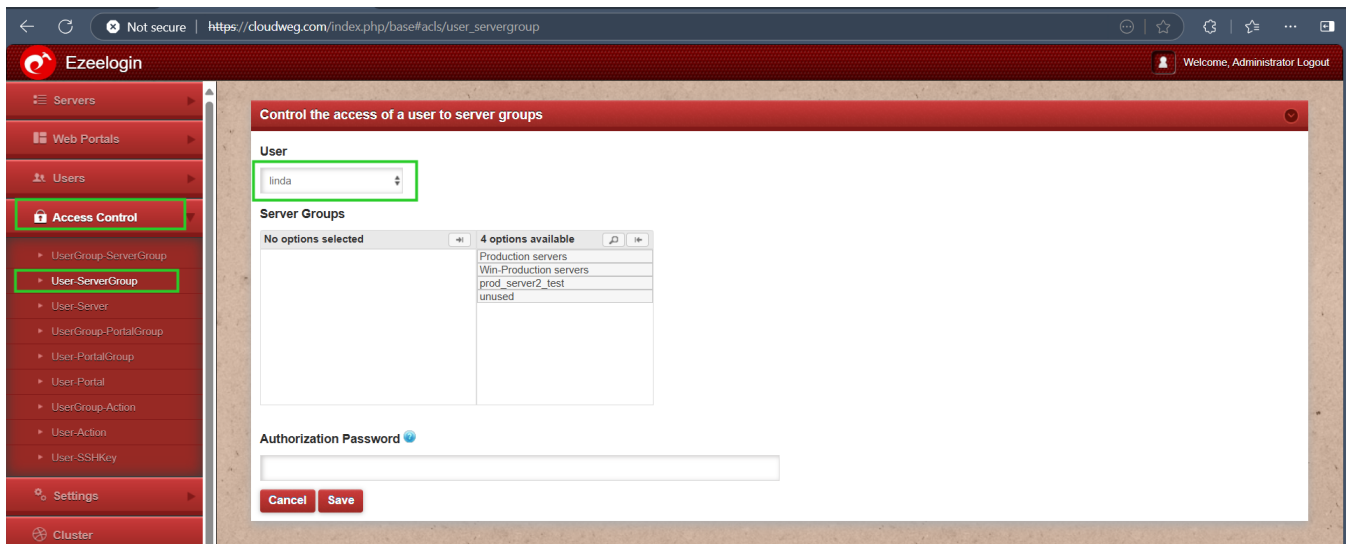 Not secure
https://cloudweg.com/index.php/base#acls/user_servergroup
Ezeelogin
Welcome, Administrator Logout
Servers
Web Portals
Users
Access Control
UserGroup-ServerGroup
User-ServerGroup
User-Server
UserGroup-PortalGroup
User-PortalGroup
User-Portal
UserGroup-Action
User-Action
User-SSHKey
Settings
Cluster
Control the access of a user to server groups
User
linda
Server Groups
No options selected
4 options available
Production servers
Win-Production servers
prod_server2_test
unused
Authorization Password
Cancel
Save